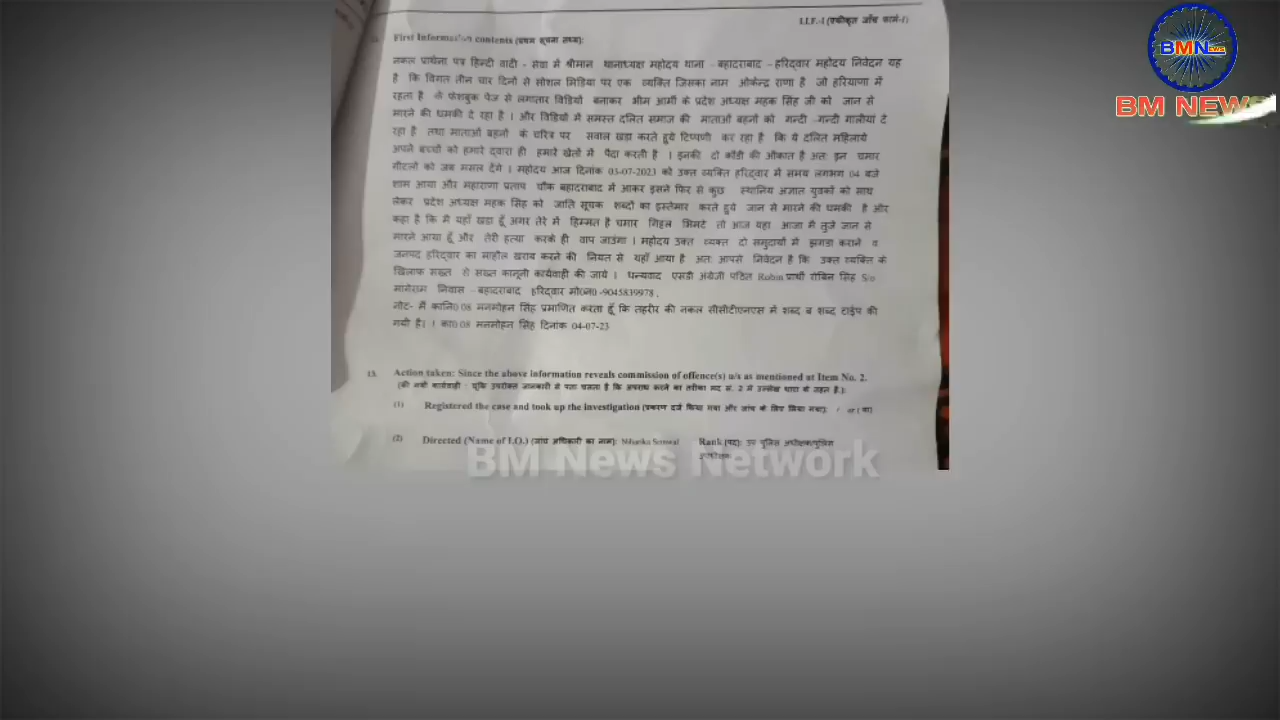 I.I.F.-I (एकीकृत जाँच फार्म-I)
BMNews
BM NEWS
First Information contents (प्रथम सूचना तथ्य):
नकल प्रार्थना पत्र हिन्दी वादी - सेवा में श्रीमान थानाध्यक्ष महोदय थाना - बहादराबाद - हरिद्वार महोदय निवेदन यह
है कि विगत तीन चार दिनो से सोशल मिडिया पर एक व्यक्ति जिसका नाम ओकेन्द्र राणा है जो हरियाणा में
रहता है के फेशबुक पेज से लगातार विडियों बनाकर भीम आर्मी के प्रदेश अध्यक्ष महक सिंह जी को जान से
मारने की धमकी दे रहा है । और विडियों में समस्त दलित समाज की माताओं बहनों को गन्दी -गन्दी गालीयां दे
रहा है तथा माताओं बहनों के चरित्र पर सवाल खडा करते हुये टिप्पणी कर रहा है कि ये दलित महिलाये
अपने बच्चों को हमारे द्वारा ही हमारे खेतो में पैदा करती है । इनकी दो कोडी की औकात है अतः इन चमार
गीटलों को जब मसल देंगे । महोदय आज दिनांक 03-07-2023 को उक्त व्यक्ति हरिद्वार में समय लगभग 04 बजे
शाम आया और महाराणा प्रताप चौक बहादराबाद में आकर इसने फिर से कुछ स्थानिय अज्ञात युवकों को साथ
लेकर प्रदेश अध्यक्ष महक सिंह को जाति सूचक शब्दों का इस्तेमार करते हुये जान से मारने की धमकी है और
कहा है कि मै यहाँ खडा हूँ अगर तेरे में हिम्मत है चमार गिट्टल भिमटे तो आज यहा आजा में तुजे जान से
मारने आया हूँ और तेरी हत्या करके ही वाप जाउंगा । महोदय उक्त व्यक्त दो समुदायों में झगडा कराने व
जनपद हरिद्वार का माहौल खराब करने की नियत से यहाँ आया है अतः आपसे निवेदन है कि उक्त व्यक्ति के
खिलाफ सख्त से सख्त कानूनी कार्यवाही की जाये । धन्यवाद एसडी अंग्रेजी पठित Robin प्रार्थी रोबिन सिंह S/o
मांगेराम निवास - बहादराबाद हरिद्वार मो0न0 -9045839978 ,
नोट- मैं कानि0 08 मनमोहन सिंह प्रमाणित करता हूँ कि तहरीर की नकल सीसीटीएनएस में शब्द ब शब्द टाईप की
गयी है। । का0 08 मनमोहन सिंह दिनांक 04-07-23
13. Action taken: Since the above information reveals commission of offence(s) u/s as mentioned at Item No. 2.
(की गयी कार्यवाही : चूंकि उपरोक्त जानकारी से पता चलता है कि अपराध करने का तरीका मद सं. 2 में उल्लेख धारा के तहत है.):
(1) Registered the case and took up the investigation (प्रकरण दर्ज किया गया और जांच के लिए लिया गया): / or (या)
(2) Directed (Name of I.O.) (जांच अधिकारी का नाम): Niharika Semwal Rank (पद): उप पुलिस अधीक्षक/पुलिस
BM News Network